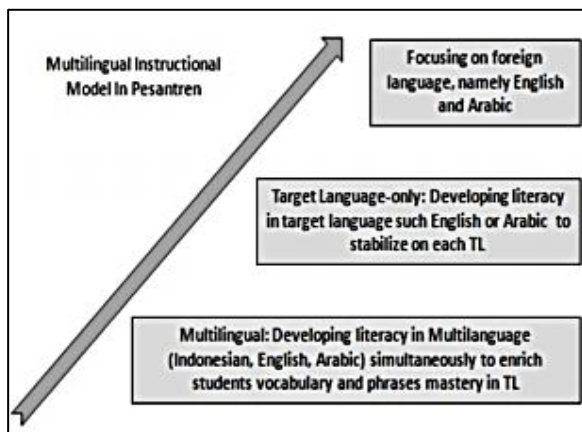 Multilingual Instructional
Model In Pesantren
Focusing on foreign
language, namely English
and Arabic
Target Language-only: Developing literacy
in target language such English or Arabic to
stabilize on each TL
Multilingual: Developing literacy in Multilanguage
(Indonesian, English, Arabic) simultaneously to enrich
students vocabulary and phrases mastery in TL